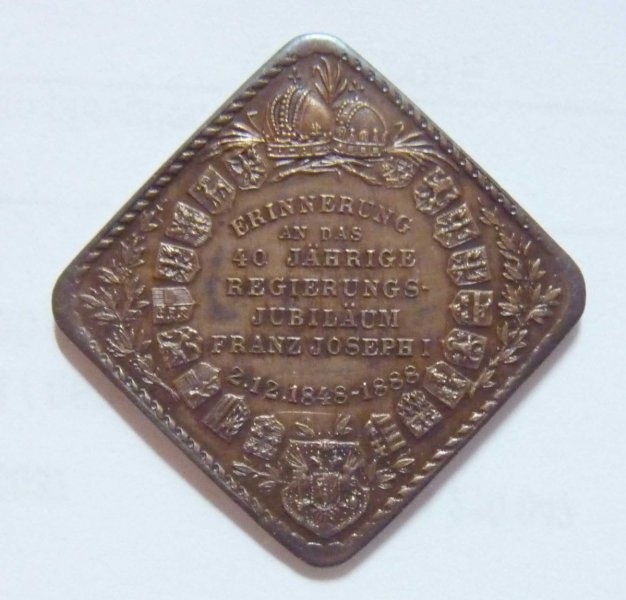 ERINNERUNG
AN DAS
40 JÄHRIGE
REGIERUNGS-
JUBILÄUM
FRANZ JOSEPH I
2.12.1848-1888